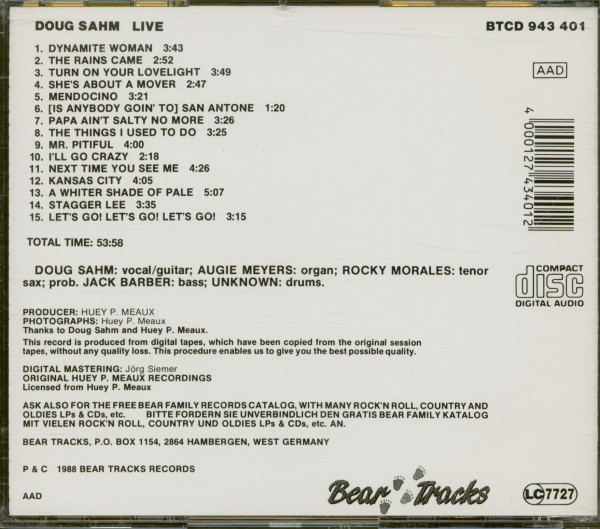 DOUG SAHM LIVE
BTCD 943 401
AAD
1. DYNAMITE WOMAN 3:43
2. THE RAINS CAME 2:52
3. TURN ON YOUR LOVELIGHT 3:49
4. SHE'S ABOUT A MOVER 2:47
5. MENDOCINO 3:21
6. [IS ANYBODY GOIN' TO] SAN ANTONE 1:20
7. PAPA AIN'T SALTY NO MORE 3:26
8. THE THINGS I USED TO DO 3:25
9. MR. PITIFUL 4:00
10. I'LL GO CRAZY 2:18
11. NEXT TIME YOU SEE ME 4:26
12. KANSAS CITY 4:05
13. A WHITER SHADE OF PALE 5:07
14. STAGGER LEE 3:35
15. LET'S GO! LET'S GO! LET'S GO! 3:15
4 000127 434012
TOTAL TIME: 53:58
DOUG SAHM: vocal/guitar; AUGIE MEYERS: organ; ROCKY MORALES: tenor
sax; prob. JACK BARBER: bass; UNKNOWN: drums.
COMPACT
disc
DIGITAL AUDIO
PRODUCER: HUEY P. MEAUX
PHOTOGRAPHS: Huey P. Meaux
Thanks to Doug Sahm and Huey P. Meaux.
This record is produced from digital tapes, which have been copied from the original session
tapes, without any quality loss. This procedure enables us to give you the best possible quality.
DIGITAL MASTERING: Jörg Siemer
ORIGINAL HUEY P. MEAUX RECORDINGS
Licensed from Huey P. Meaux
ASK ALSO FOR THE FREE BEAR FAMILY RECORDS CATALOG, WITH MANY ROCK'N ROLL, COUNTRY AND
OLDIES LPs & CDs, etc. BITTE FORDERN SIE UNVERBINDLICH DEN GRATIS BEAR FAMILY KATALOG
MIT VIELEN ROCK'N ROLL, COUNTRY UND OLDIES LPs & CDs, etc. AN.
BEAR TRACKS, P.O. BOX 1154, 2864 HAMBERGEN, WEST GERMANY
P & C 1988 BEAR TRACKS RECORDS
AAD
Bear Tracks
LC 7727